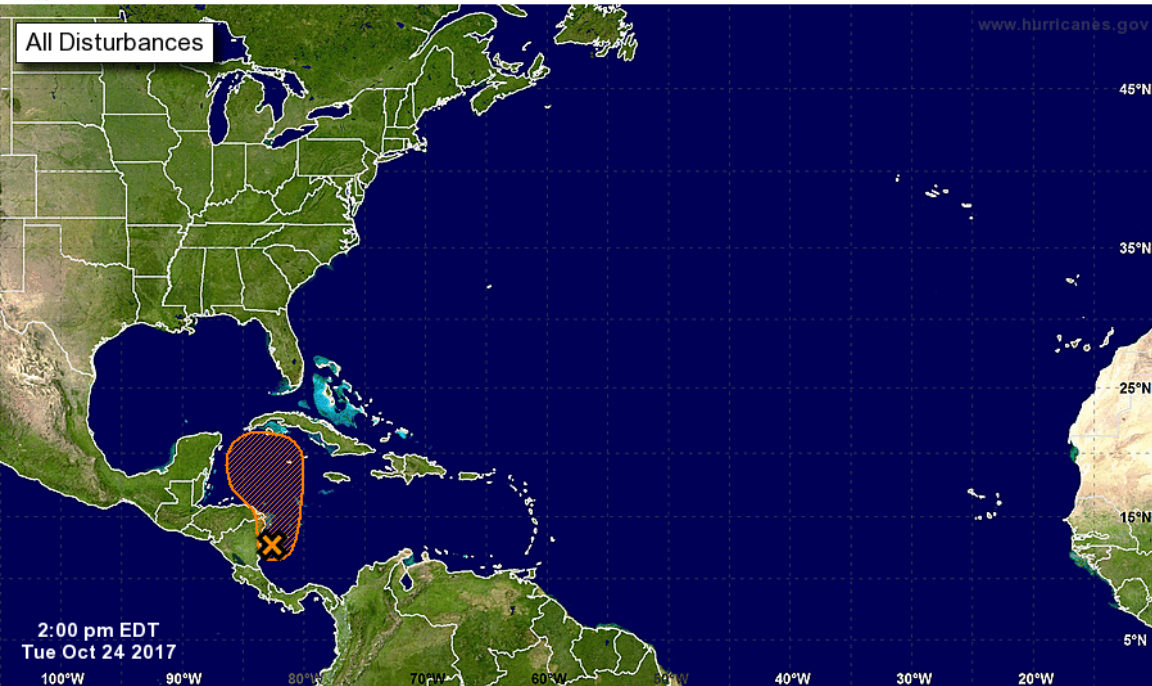 All Disturbances
www.hurricanes.gov
45°N
35°N
25°N
15°N
5°N
2:00 pm EDT
Tue Oct 24 2017
100°W 90°W 80°W 70°W 60°W 50°W 40°W 30°W 20°W